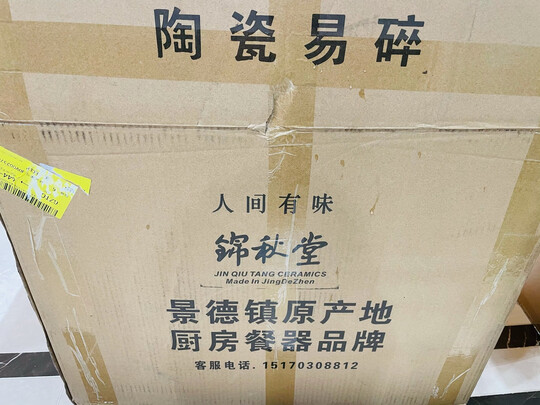 陶瓷易碎
人间有味
锦秋堂
JIN QIU TANG CERAMICS
Made In JingDeZhen
景德镇原产地
厨房餐器品牌
客服电话. 15170308812